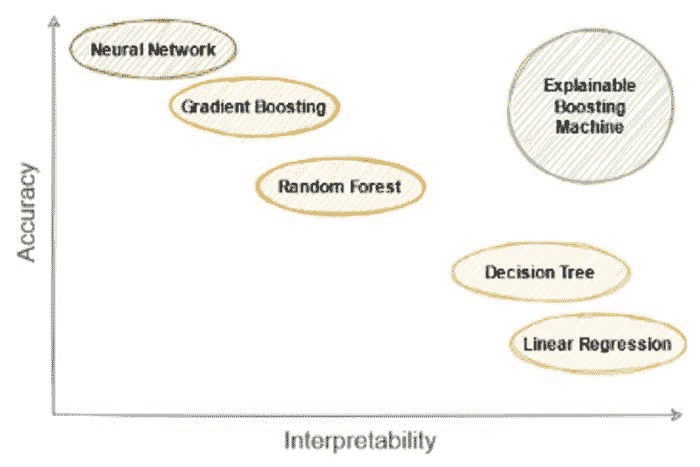 Neural Network
Gradient Boosting
Explainable
Boosting
Machine
Random Forest
Decision Tree
Linear Regression
Accuracy
Interpretability